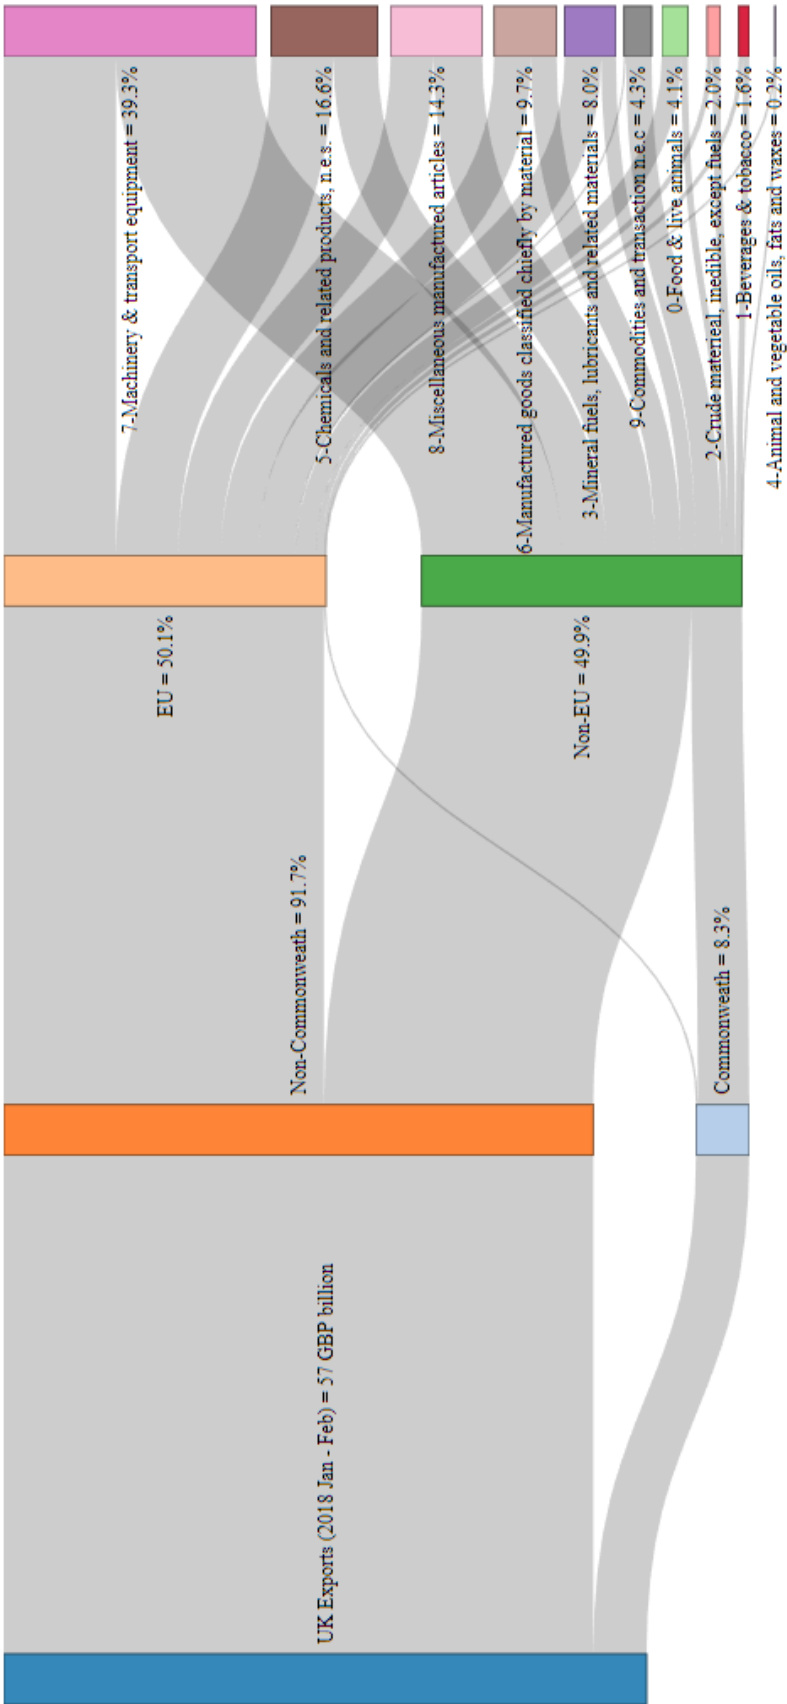 UK Exports (2018 Jan - Feb) = 57 GBP billion
Non-Commonweath = 91.7%
Commonweath = 8.3%
EU = 50.1%
Non-EU = 49.9%
7-Machinery & transport equipment = 39.3%
5-Chemicals and related products, n.e.s. = 16.6%
8-Miscellaneous manufactured articles = 14.3%
6-Manufactured goods classified chiefly by material = 9.7%
3-Mineral fuels, lubricants and related materials = 8.0%
9-Commodities and transaction n.e.c = 4.3%
0-Food & live animals = 4.1%
2-Crude materieal, inedible, except fuels = 2.0%
1-Beverages & tobacco = 1.6%
4-Animal and vegetable oils, fats and waxes = 0.2%